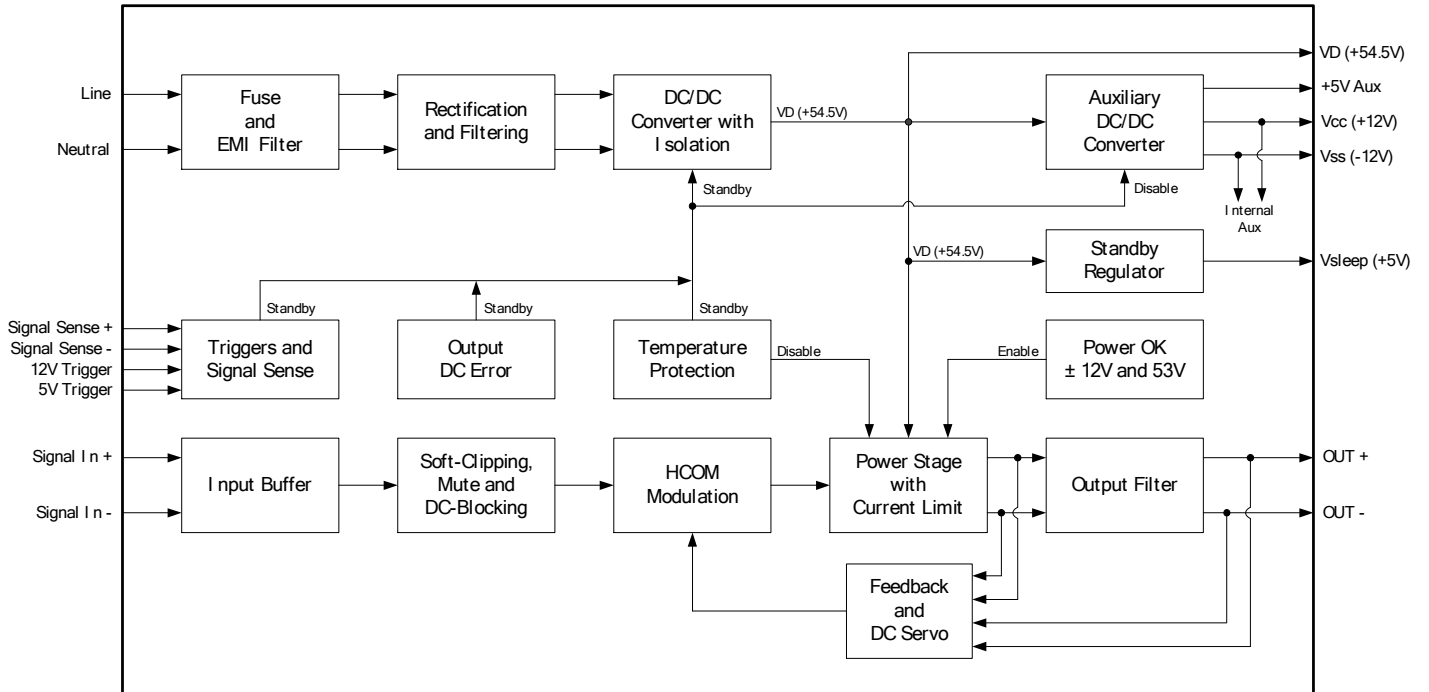 Line
Neutral
Fuse
and
EMI Filter
Rectification
and Filtering
DC/DC
Converter with
Isolation
VD (+54.5V)
Auxiliary
DC/DC
Converter
VD (+54.5V)
+5V Aux
Vcc (+12V)
Vss (-12V)
Standby
Disable
Internal
Aux
VD (+54.5V)
Standby
Regulator
Vsleep (+5V)
Standby
Standby
Standby
Signal Sense +
Signal Sense -
12V Trigger
5V Trigger
Triggers and
Signal Sense
Output
DC Error
Temperature
Protection
Disable
Enable
Power OK
± 12V and 53V
Signal In +
Signal In -
Input Buffer
Soft-Clipping,
Mute and
DC-Blocking
HCOM
Modulation
Power Stage
with
Current Limit
Output Filter
OUT +
OUT -
Feedback
and
DC Servo